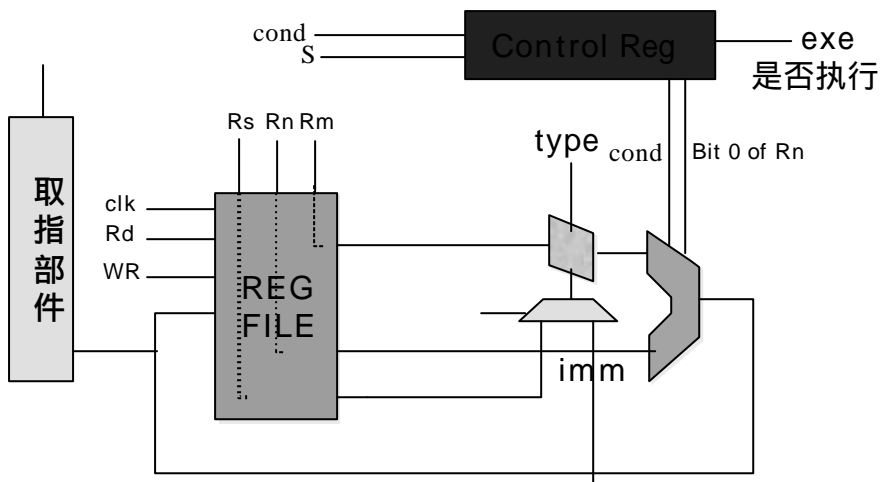 cond
S
Control Reg
exe
是否执行
Rs Rn Rm
type
cond
Bit 0 of Rn
取指部件
clk
Rd
WR
REG
FILE
imm